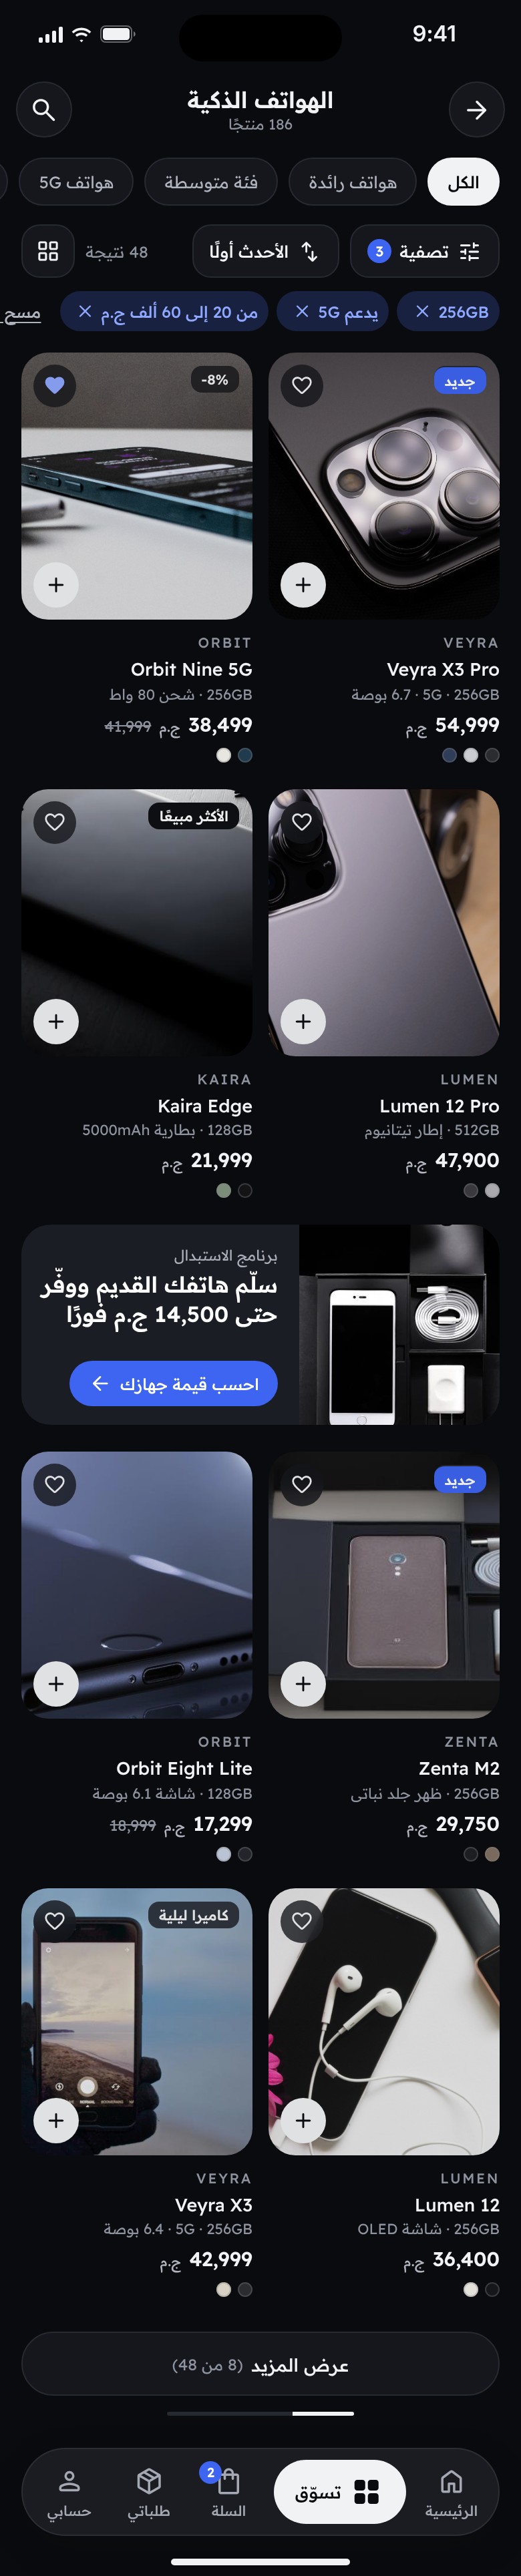 9:41
الهواتف الذكية
186 منتجًا
الكل
هواتف رائدة
فئة متوسطة
هواتف 5G
تصفية 3
الأحدث أولًا
48 نتيجة
256GB
يدعم 5G
من 20 إلى 60 ألف ج.م
مسح
جديد
VEYRA
Veyra X3 Pro
256GB · 5G · 6.7 بوصة
54,999 ج.م
-8%
ORBIT
Orbit Nine 5G
256GB · شحن 80 واط
38,499 ج.م 41,999
LUMEN
Lumen 12 Pro
512GB · إطار تيتانيوم
47,900 ج.م
الأكثر مبيعًا
KAIRA
Kaira Edge
128GB · بطارية 5000mAh
21,999 ج.م
برنامج الاستبدال
سلّم هاتفك القديم ووفّر
حتى 14,500 ج.م فورًا
احسب قيمة جهازك
جديد
ZENTA
Zenta M2
256GB · ظهر جلد نباتي
29,750 ج.م
ORBIT
Orbit Eight Lite
128GB · شاشة 6.1 بوصة
17,299 ج.م 18,999
LUMEN
Lumen 12
256GB · شاشة OLED
36,400 ج.م
كاميرا ليلية
VEYRA
Veyra X3
256GB · 5G · 6.4 بوصة
42,999 ج.م
عرض المزيد (8 من 48)
الرئيسية
تسوّق
السلة 2
طلباتي
حسابي